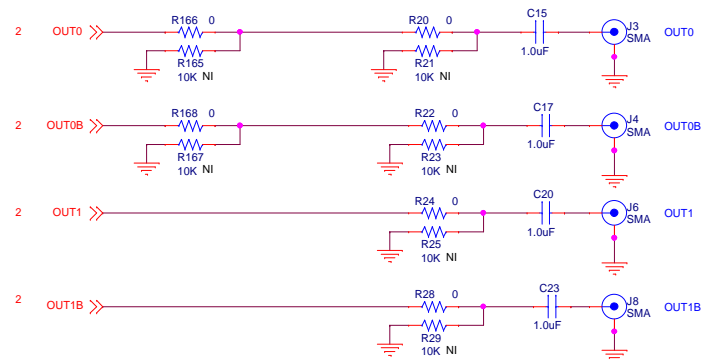 R166 0 R20 0 C15 J3
2 OUT0 SMA OUT0
R165 R21 1.0uF
10K NI 10K NI
R168 0 R22 0 C17 J4
2 OUT0B SMA OUT0B
R167 R23 1.0uF
10K NI 10K NI
R24 0 C20 J6
2 OUT1 SMA OUT1
R25 1.0uF
10K NI
R28 0 C23 J8
2 OUT1B SMA OUT1B
R29 1.0uF
10K NI